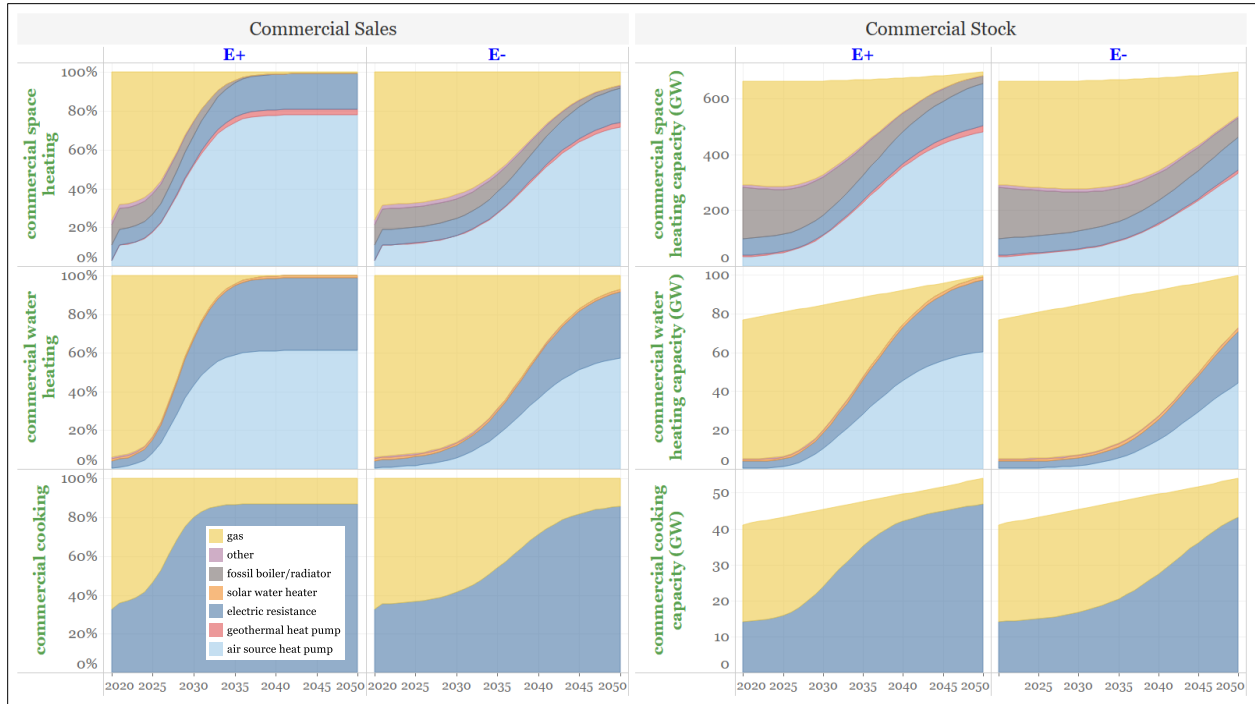 Commercial Sales
Commercial Stock
E+
E-
E+
E-
commercial space
heating
100%
80%
60%
40%
20%
0%
commercial space
heating capacity (GW)
600
400
200
0
commercial water
heating
100%
80%
60%
40%
20%
0%
commercial water
heating capacity (GW)
100
80
60
40
20
0
commercial cooking
100%
80%
60%
40%
20%
0%
gas
other
fossil boiler/radiator
solar water heater
electric resistance
geothermal heat pump
air source heat pump
commercial cooking
capacity (GW)
50
40
30
20
10
0
2020 2025 2030 2035 2040 2045 2050
2020 2025 2030 2035 2040 2045 2050
2020 2025 2030 2035 2040 2045 2050
2025 2030 2035 2040 2045 2050